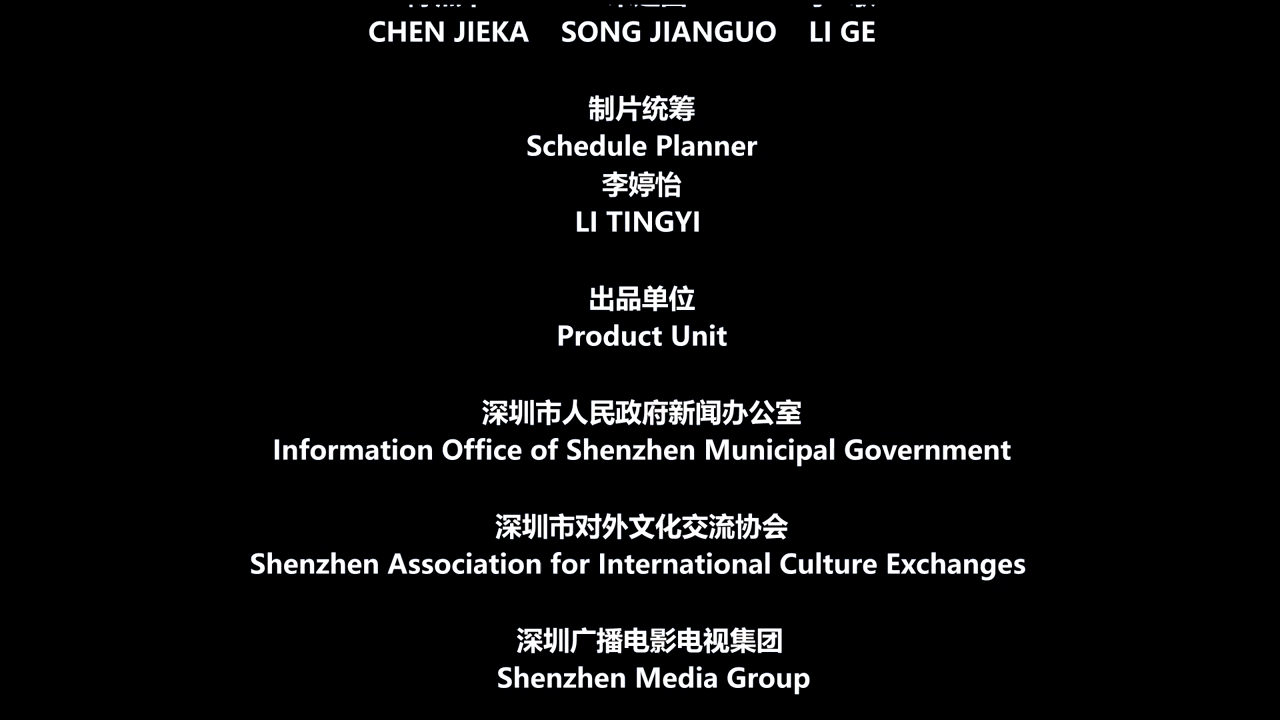 CHEN JIEKA SONG JIANGUO LI GE
制片统筹
Schedule Planner
李婷怡
LI TINGYI
出品单位
Product Unit
深圳市人民政府新闻办公室
Information Office of Shenzhen Municipal Government
深圳市对外文化交流协会
Shenzhen Association for International Culture Exchanges
深圳广播电影电视集团
Shenzhen Media Group